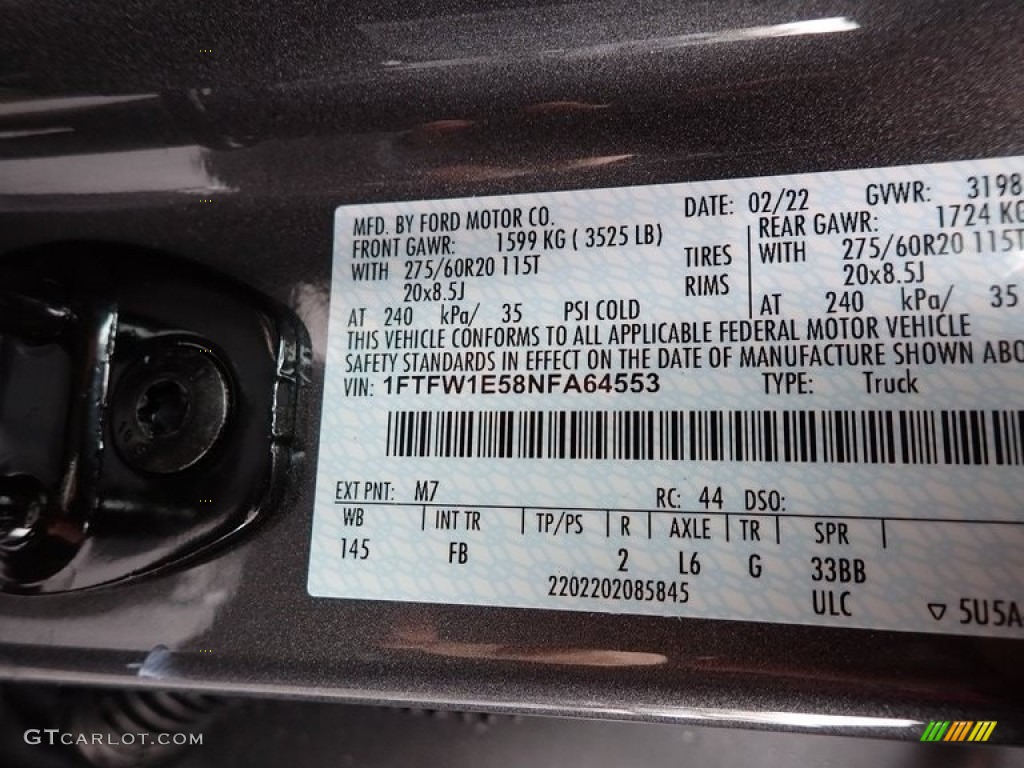 MFD. BY FORD MOTOR CO. DATE: 02/22 GVWR: 3198
FRONT GAWR: 1599 KG ( 3525 LB) REAR GAWR: 1724 KG
WITH 275/60R20 115T TIRES WITH 275/60R20 115T
20x8.5J RIMS 20x8.5J
AT 240 kPa/ 35 PSI COLD AT 240 kPa/ 35
THIS VEHICLE CONFORMS TO ALL APPLICABLE FEDERAL MOTOR VEHICLE
SAFETY STANDARDS IN EFFECT ON THE DATE OF MANUFACTURE SHOWN ABO
VIN: 1FTFW1E58NFA64553 TYPE: Truck
EXT PNT: M7 RC: 44 DSO:
WB INT TR TP/PS R AXLE TR SPR
145 FB 2 L6 G 33BB
2202202085845 ULC 5U5A
GTCARLOT.COM